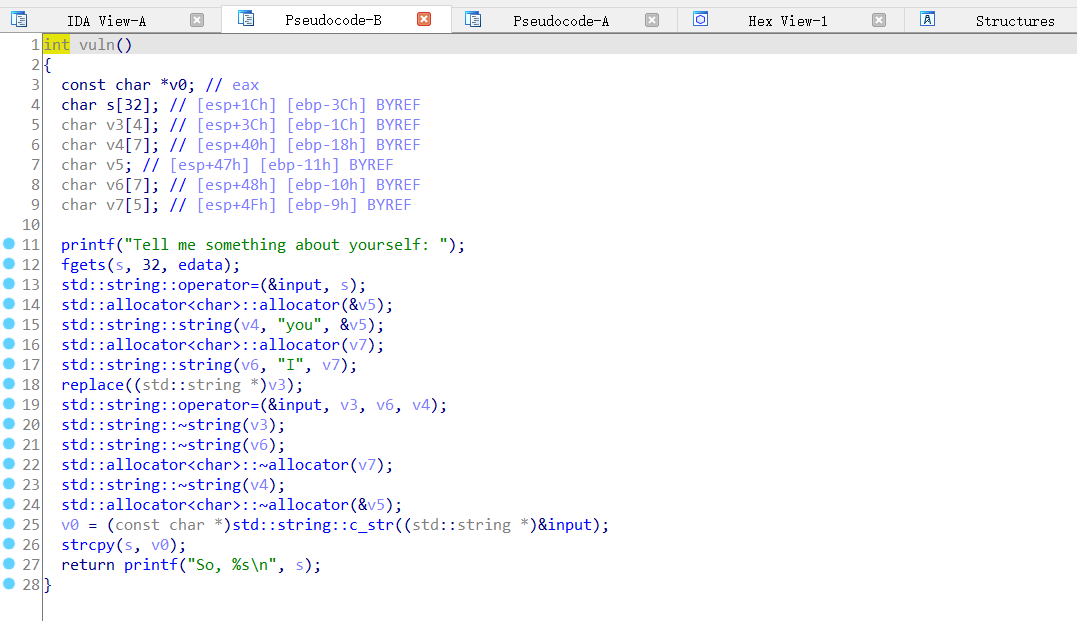 IDA View-A Pseudocode-B Pseudocode-A Hex View-1 Structures
1 int vuln()
2 {
3 const char *v0; // eax
4 char s[32]; // [esp+1Ch] [ebp-3Ch] BYREF
5 char v3[4]; // [esp+3Ch] [ebp-1Ch] BYREF
6 char v4[7]; // [esp+40h] [ebp-18h] BYREF
7 char v5; // [esp+47h] [ebp-11h] BYREF
8 char v6[7]; // [esp+48h] [ebp-10h] BYREF
9 char v7[5]; // [esp+4Fh] [ebp-9h] BYREF
10
11 printf("Tell me something about yourself: ");
12 fgets(s, 32, edata);
13 std::string::operator=(&input, s);
14 std::allocator<char>::allocator(&v5);
15 std::string::string(v4, "you", &v5);
16 std::allocator<char>::allocator(v7);
17 std::string::string(v6, "I", v7);
18 replace((std::string *)v3);
19 std::string::operator=(&input, v3, v6, v4);
20 std::string::~string(v3);
21 std::string::~string(v6);
22 std::allocator<char>::~allocator(v7);
23 std::string::~string(v4);
24 std::allocator<char>::~allocator(&v5);
25 v0 = (const char *)std::string::c_str((std::string *)&input);
26 strcpy(s, v0);
27 return printf("So, %s\n", s);
28 }